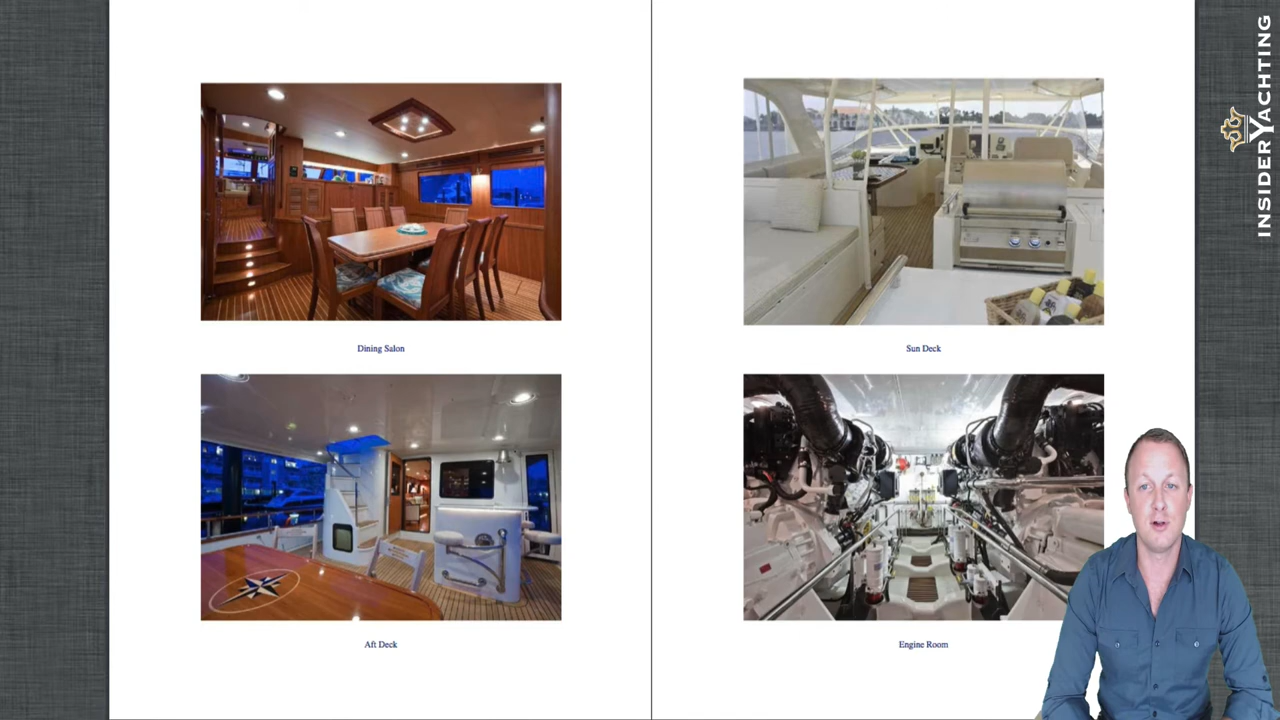 Dining Salon
Sun Deck
Aft Deck
Engine Room
INSIDERYACHTING